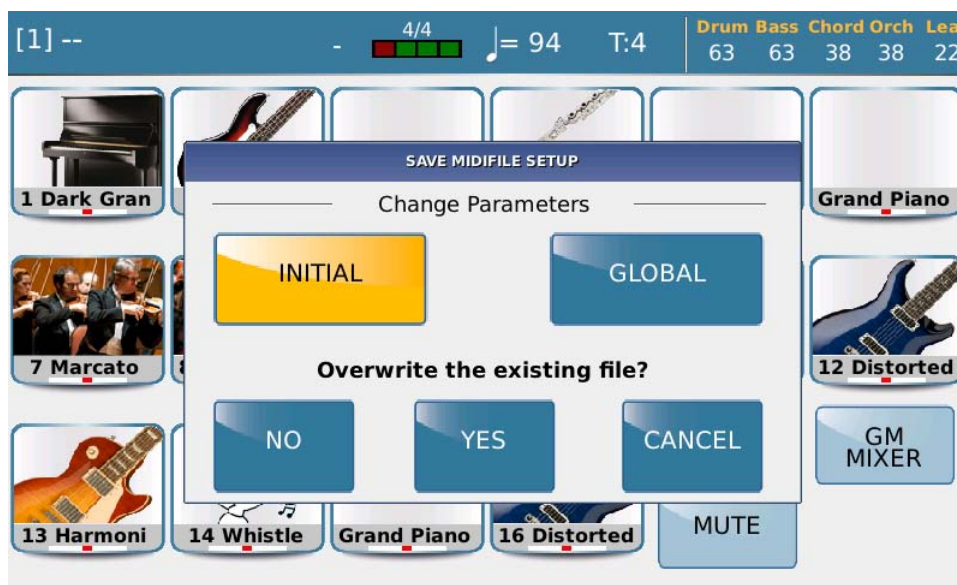 [1] --
-
4/4
= 94
T:4
Drum Bass Chord Orch Lea
63 63 38 38 22
1 Dark Gran
Grand Piano
SAVE MIDIFILE SETUP
Change Parameters
INITIAL
GLOBAL
Overwrite the existing file?
NO
YES
CANCEL
7 Marcato
12 Distorted
GM
MIXER
13 Harmoni
14 Whistle
Grand Piano
16 Distorted
MUTE